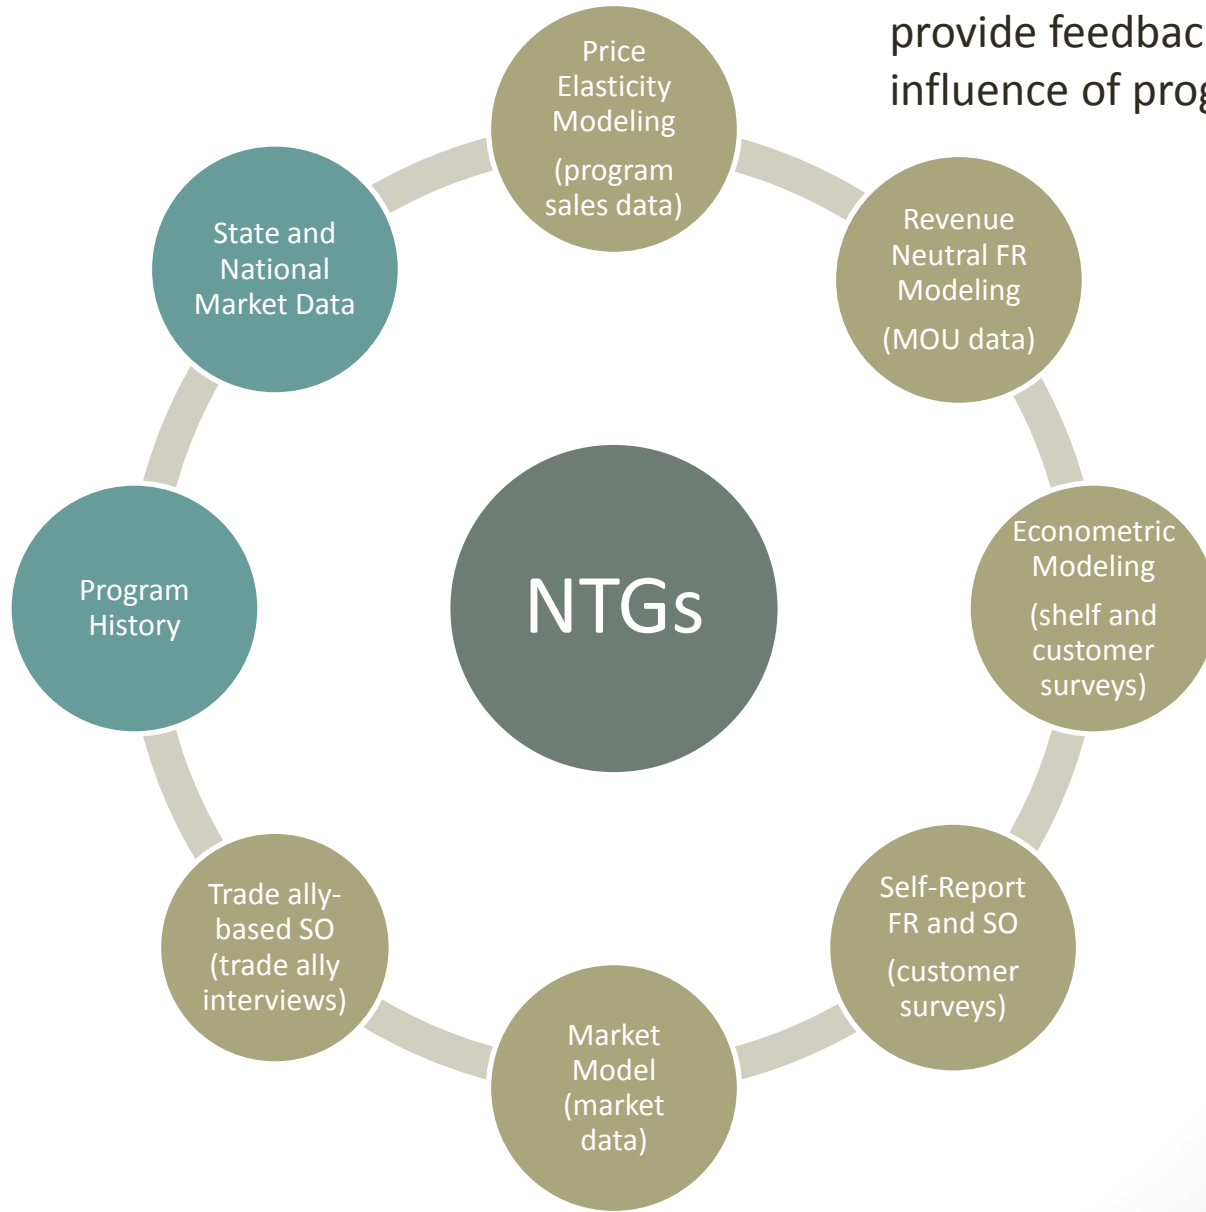 provide feedbac
influence of prog
Price
Elasticity
Modeling
(program
sales data)
Revenue
Neutral FR
Modeling
(MOU data)
Econometric
Modeling
(shelf and
customer
surveys)
Self-Report
FR and SO
(customer
surveys)
Market
Model
(market
data)
Trade ally-
based SO
(trade ally
interviews)
Program
History
State and
National
Market Data
NTGs